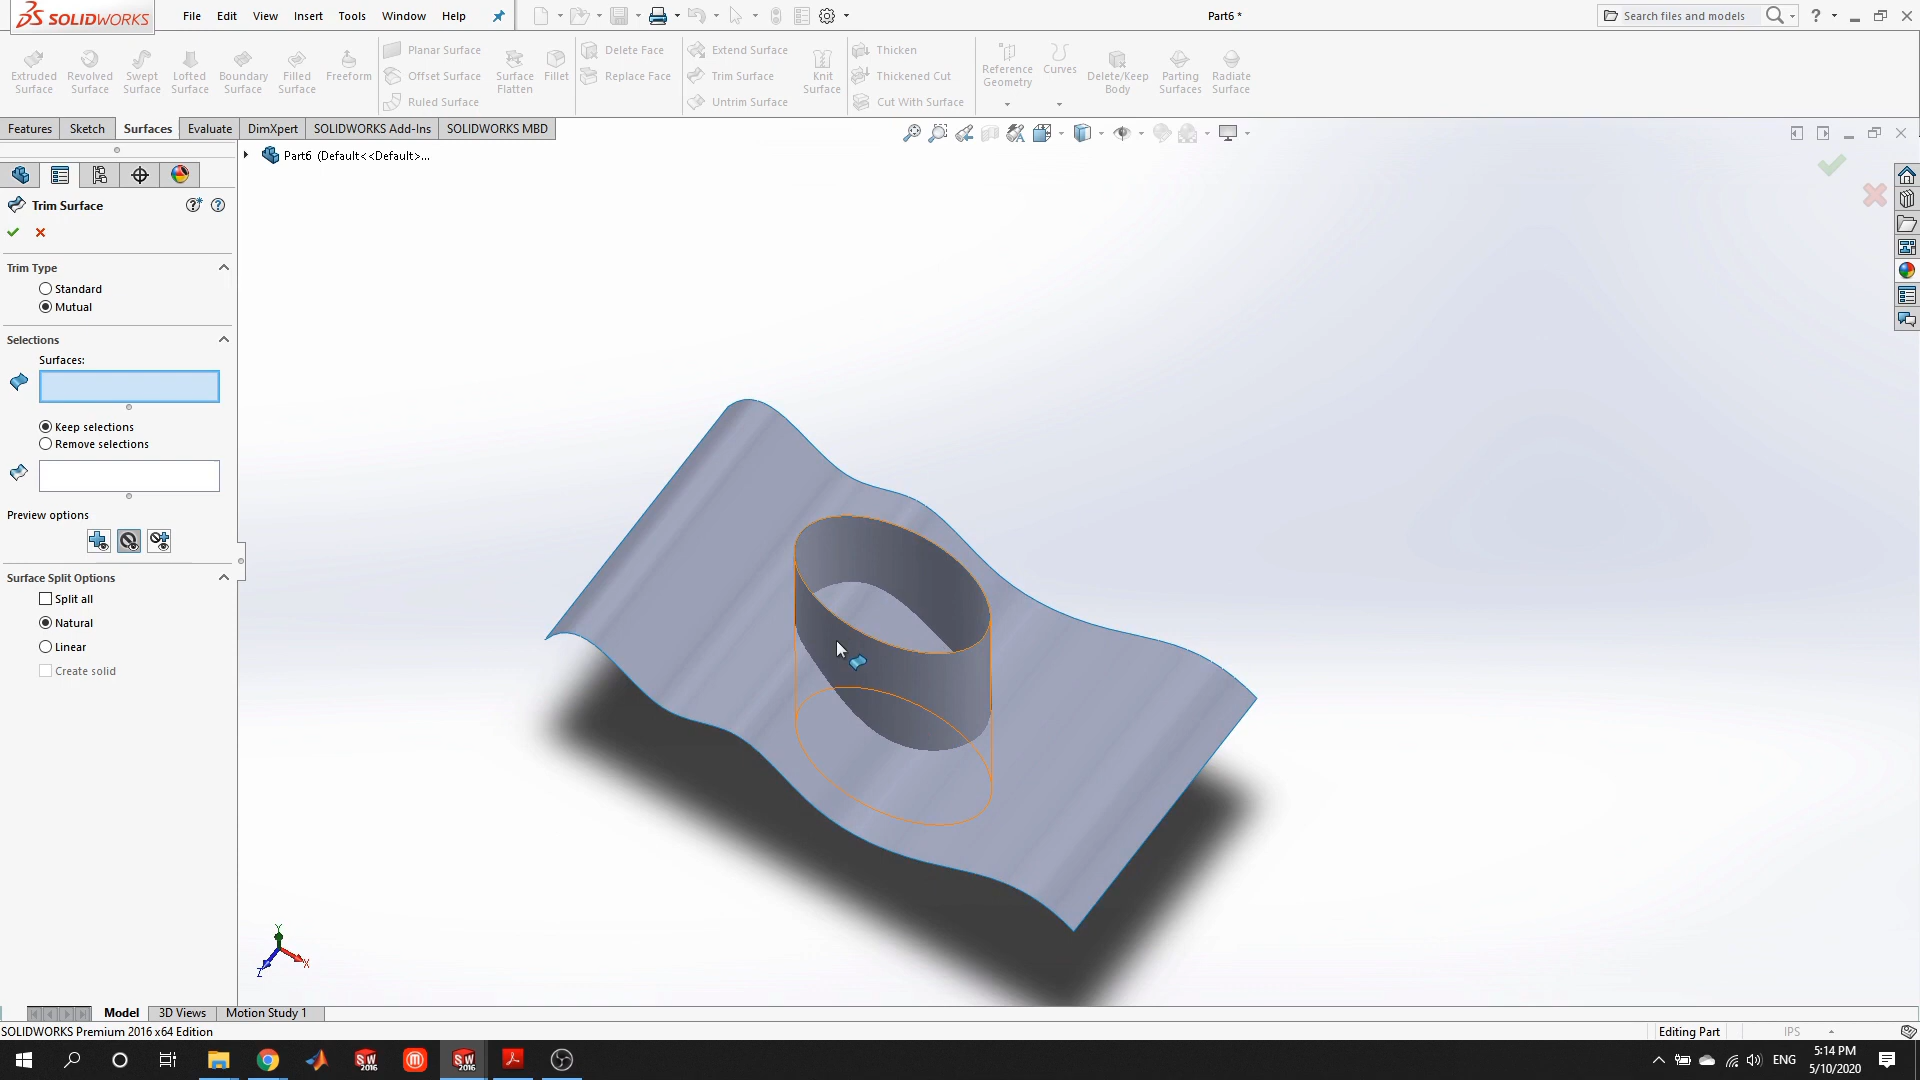 SOLIDWORKS
File Edit View Insert Tools Window Help
Part6 *
Search files and models
Extruded Surface
Revolved Surface
Swept Surface
Lofted Surface
Boundary Surface
Filled Surface
Freeform
Planar Surface
Offset Surface
Ruled Surface
Surface Flatten
Fillet
Delete Face
Replace Face
Extend Surface
Trim Surface
Untrim Surface
Knit Surface
Thicken
Thickened Cut
Cut With Surface
Reference Geometry
Curves
Delete/Keep Body
Parting Surfaces
Radiate Surface
Features Sketch Surfaces Evaluate DimXpert SOLIDWORKS Add-Ins SOLIDWORKS MBD
Part6 (Default<<Default>...
Trim Surface
Trim Type
Standard
Mutual
Selections
Surfaces:
Keep selections
Remove selections
Preview options
Surface Split Options
Split all
Natural
Linear
Create solid
Y
Z
X
Model 3D Views Motion Study 1
SOLIDWORKS Premium 2016 x64 Edition
Editing Part
IPS
SW 2016
SW 2016
ENG
5:14 PM
5/10/2020